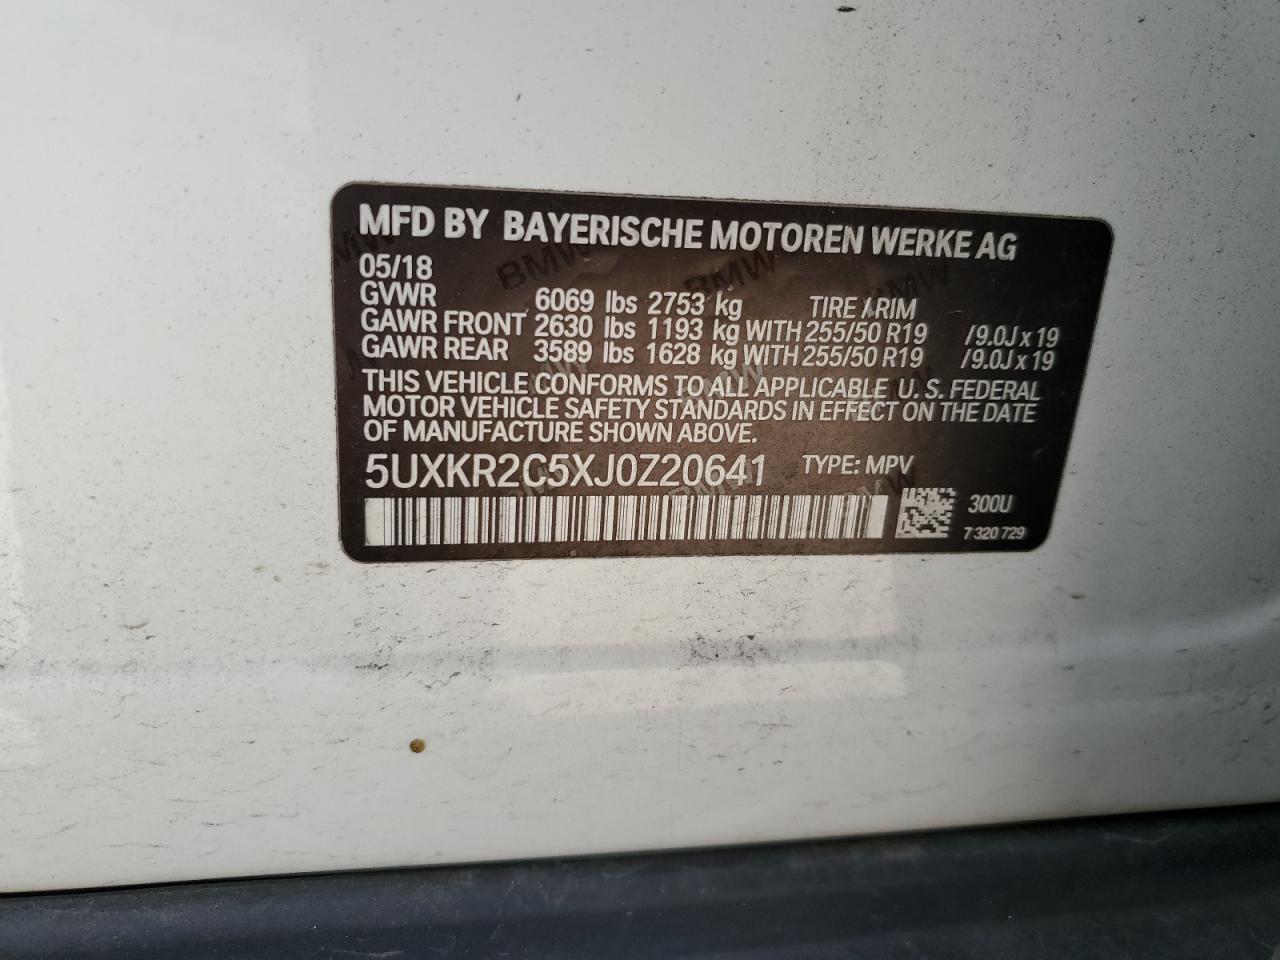 MFD BY BAYERISCHE MOTOREN WERKE AG
05/18
GVWR 6069 lbs 2753 kg TIRE / RIM
GAWR FRONT 2630 lbs 1193 kg WITH 255/50 R19 /9.0J x 19
GAWR REAR 3589 lbs 1628 kg WITH 255/50 R19 /9.0J x 19
THIS VEHICLE CONFORMS TO ALL APPLICABLE U. S. FEDERAL
MOTOR VEHICLE SAFETY STANDARDS IN EFFECT ON THE DATE
OF MANUFACTURE SHOWN ABOVE.
5UXKR2C5XJ0Z20641 TYPE: MPV
300U
7 320 729